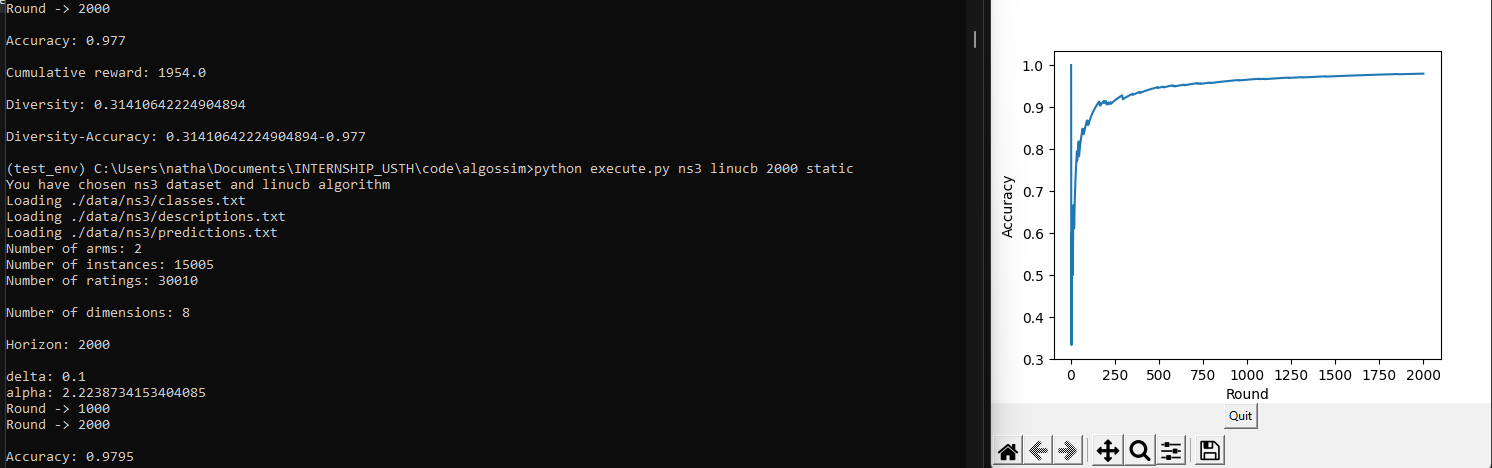 Round -> 2000
Accuracy: 0.977
Cumulative reward: 1954.0
Diversity: 0.31410642224904894
Diversity-Accuracy: 0.31410642224904894-0.977
(test_env) C:\Users\natha\Documents\INTERNSHIP_USTH\code\algossim>python execute.py ns3 linucb 2000 static
You have chosen ns3 dataset and linucb algorithm
Loading ./data/ns3/classes.txt
Loading ./data/ns3/descriptions.txt
Loading ./data/ns3/predictions.txt
Number of arms: 2
Number of instances: 15005
Number of ratings: 30010
Number of dimensions: 8
Horizon: 2000
delta: 0.1
alpha: 2.2238734153404085
Round -> 1000
Round -> 2000
Accuracy: 0.9795
1.0
0.9
0.8
0.7
0.6
0.5
0.4
0.3
Accuracy
0 250 500 750 1000 1250 1500 1750 2000
Round
Quit